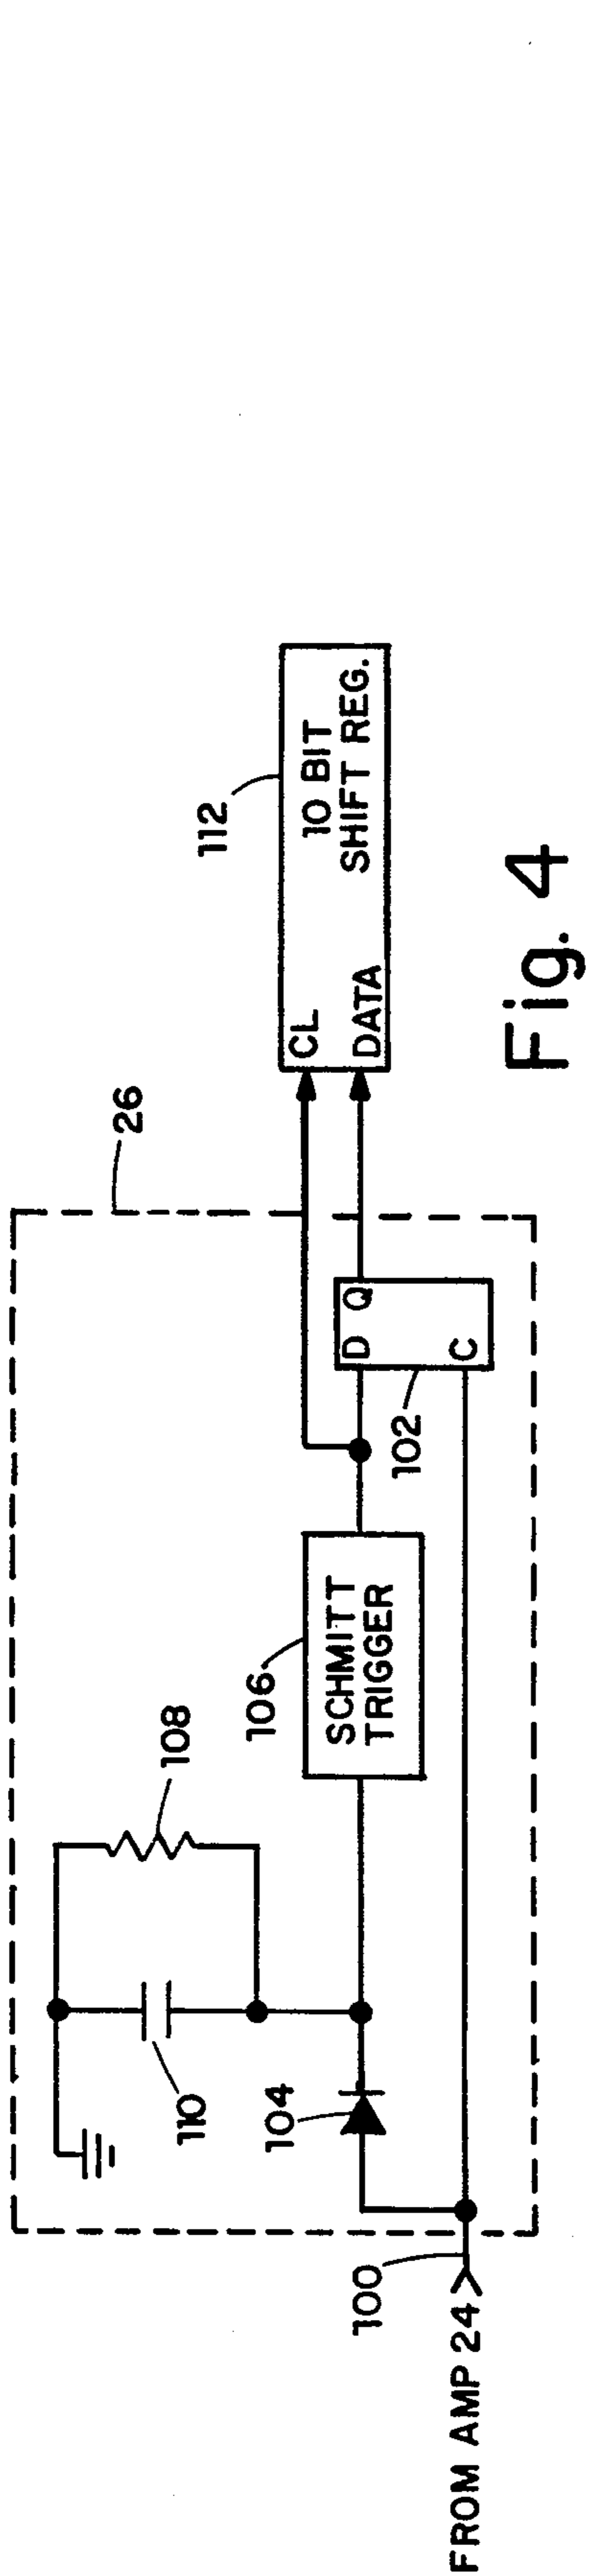 26
112
108
110
104
106
SCHMITT
TRIGGER
102
D Q
C
CL
DATA
10 BIT
SHIFT REG.
100
FROM AMP 24
Fig. 4